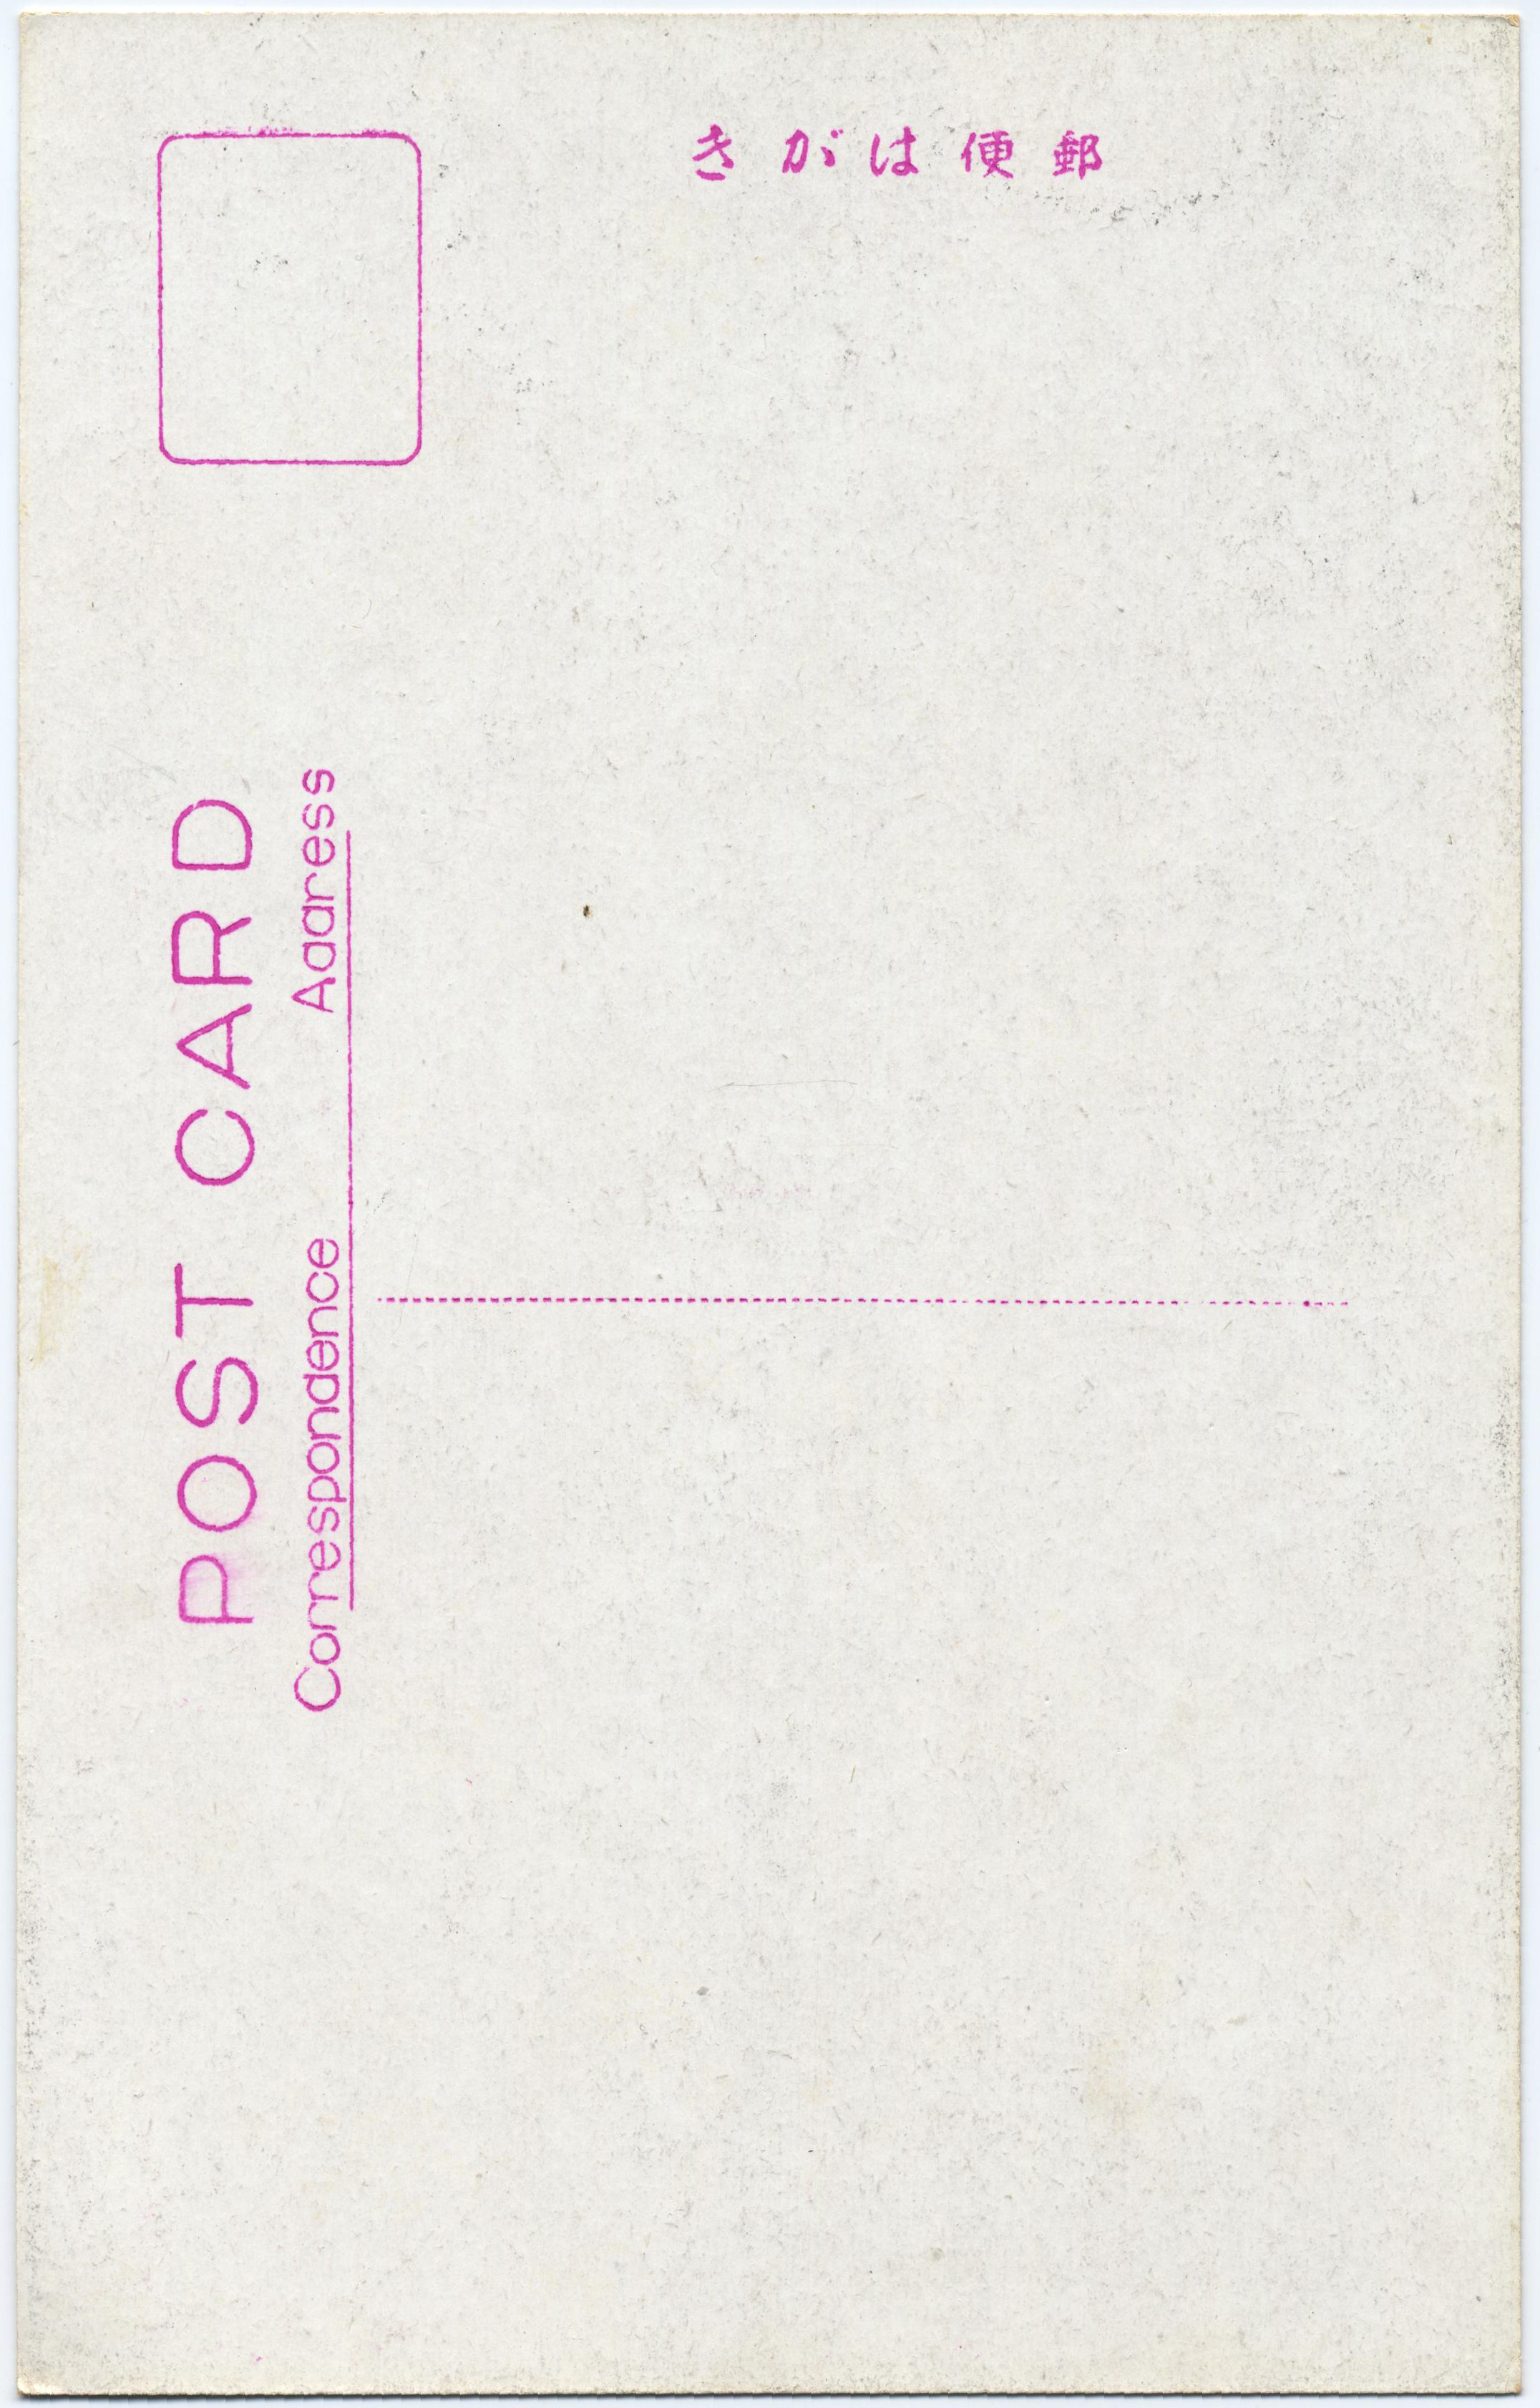 きがは便郵
POST CARD
Correspondence Address